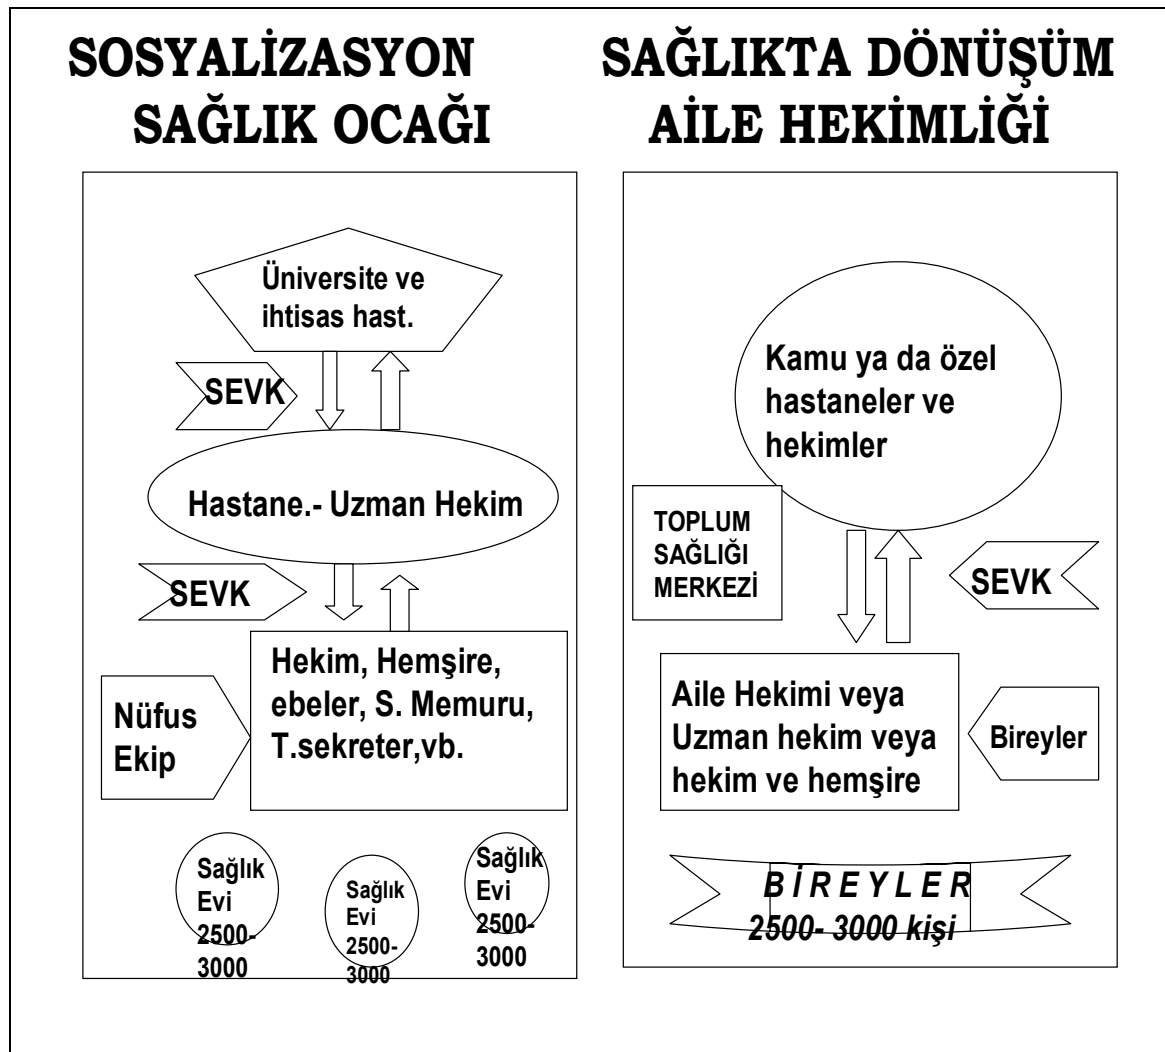 SOSYALİZASYON
SAĞLIK OCAĞI
Üniversite ve
ihtisas hast.
SEVK
Hastane.- Uzman Hekim
SEVK
Hekim, Hemşire,
ebeler, S. Memuru,
T.sekreter,vb.
Nüfus
Ekip
Sağlık
Evi
2500-
3000
Sağlık
Evi
2500-
3000
Sağlık
Evi
2500-
3000
SAĞLIKTA DÖNÜŞÜM
AİLE HEKİMLİĞİ
Kamu ya da özel
hastaneler ve
hekimler
TOPLUM
SAĞLIĞI
MERKEZİ
SEVK
Aile Hekimi veya
Uzman hekim veya
hekim ve hemşire
Bireyler
BİREYLER
2500- 3000 kişi